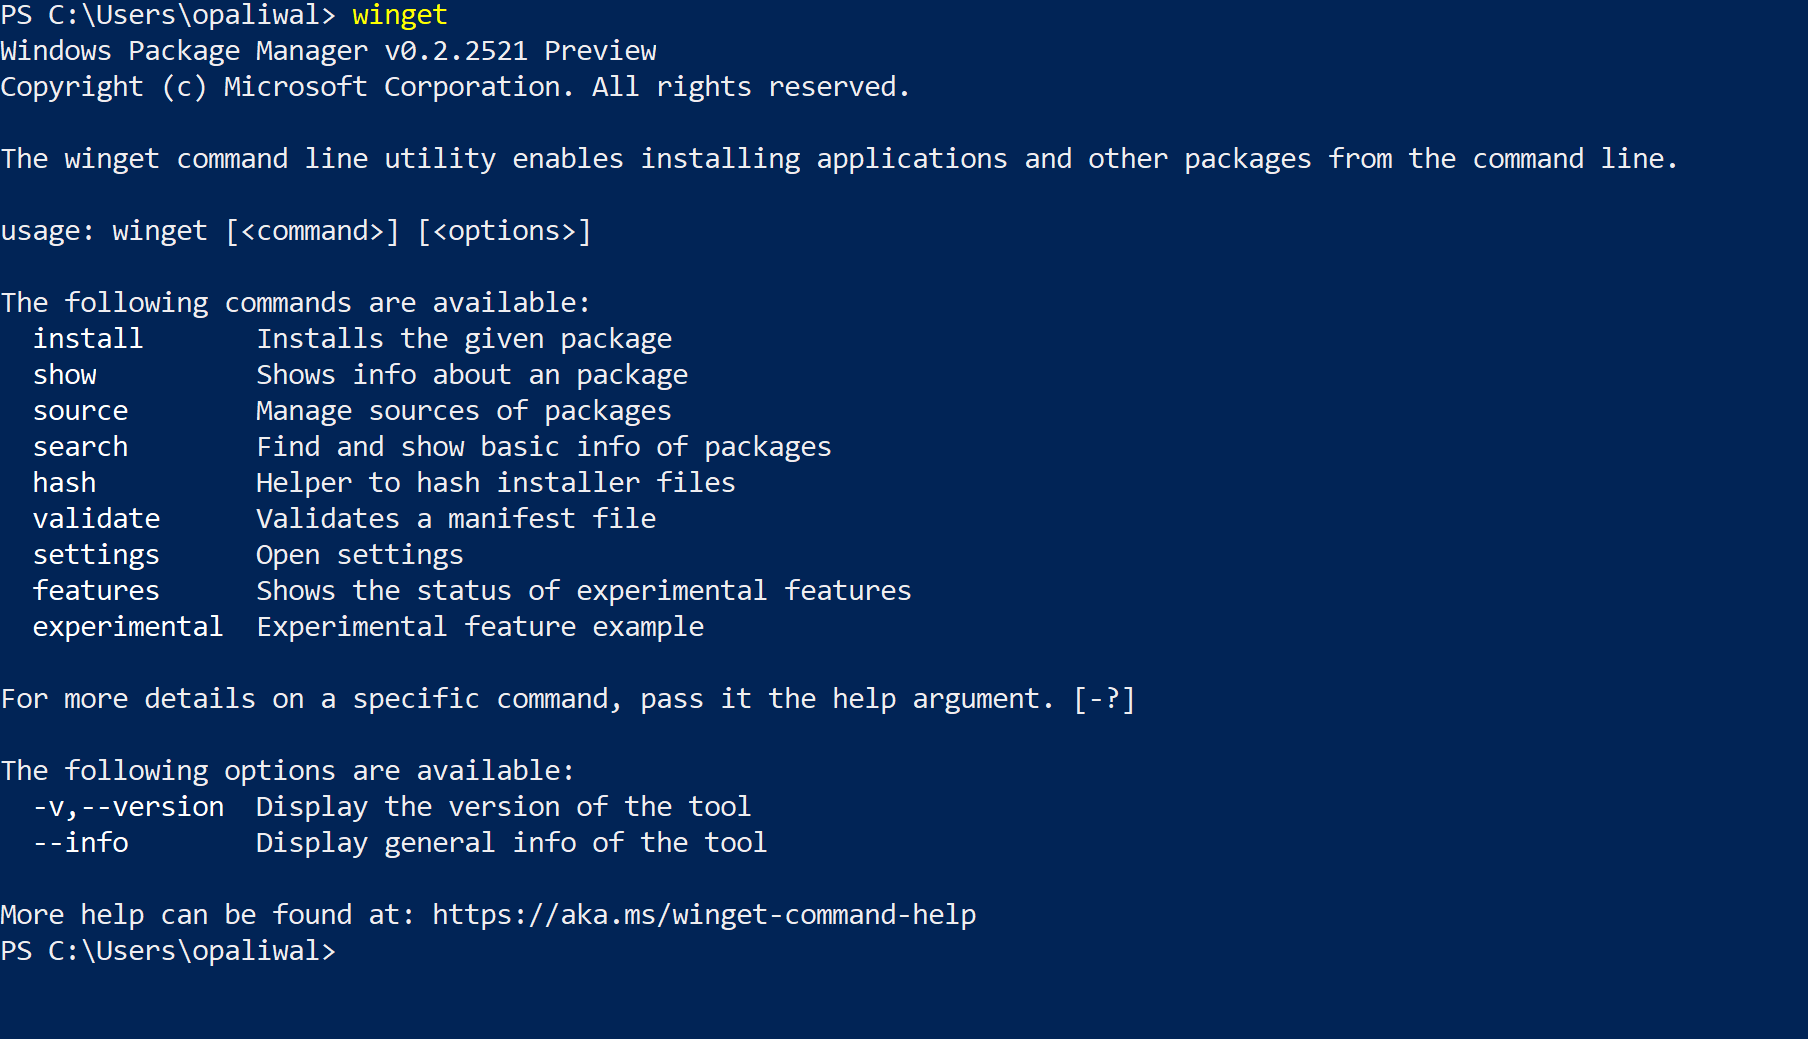 PS C:\Users\opaliwal> winget
Windows Package Manager v0.2.2521 Preview
Copyright (c) Microsoft Corporation. All rights reserved.
The winget command line utility enables installing applications and other packages from the command line.
usage: winget [<command>] [<options>]
The following commands are available:
  install       Installs the given package
  show          Shows info about an package
  source        Manage sources of packages
  search        Find and show basic info of packages
  hash          Helper to hash installer files
  validate      Validates a manifest file
  settings      Open settings
  features      Shows the status of experimental features
  experimental  Experimental feature example
For more details on a specific command, pass it the help argument. [-?]
The following options are available:
  -v,--version  Display the version of the tool
  --info        Display general info of the tool
More help can be found at: https://aka.ms/winget-command-help
PS C:\Users\opaliwal>